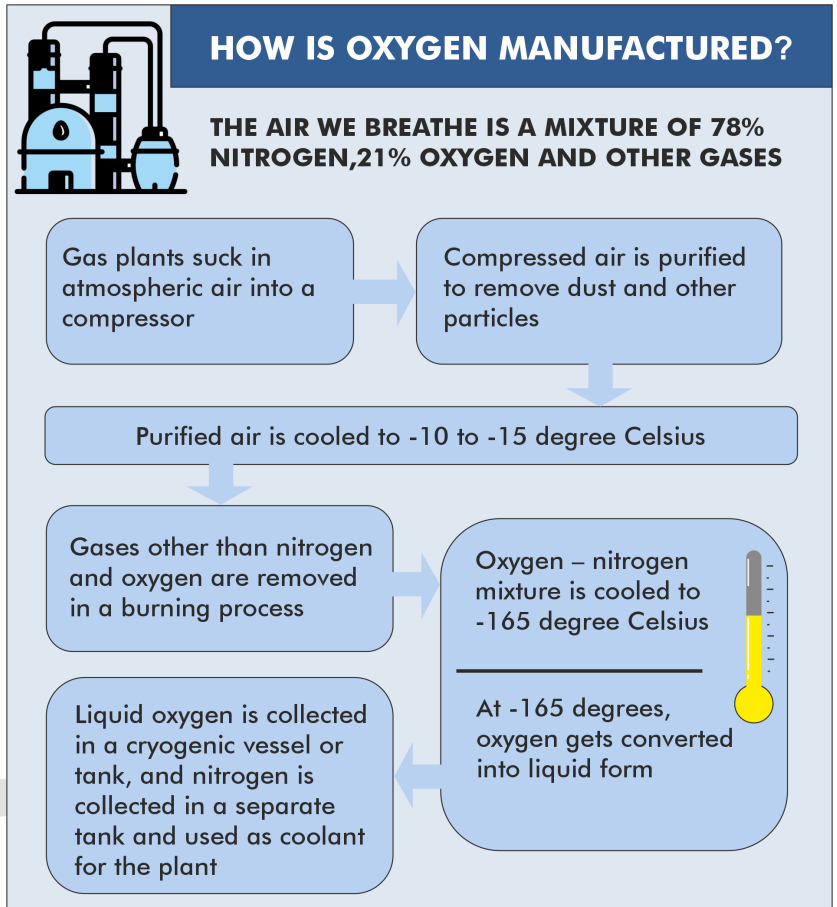 HOW IS OXYGEN MANUFACTURED?
THE AIR WE BREATHE IS A MIXTURE OF 78%
NITROGEN,21% OXYGEN AND OTHER GASES
Gas plants suck in
atmospheric air into a
compressor
Compressed air is purified
to remove dust and other
particles
Purified air is cooled to -10 to -15 degree Celsius
Gases other than nitrogen
and oxygen are removed
in a burning process
Oxygen – nitrogen
mixture is cooled to
-165 degree Celsius
At -165 degrees,
oxygen gets converted
into liquid form
Liquid oxygen is collected
in a cryogenic vessel or
tank, and nitrogen is
collected in a separate
tank and used as coolant
for the plant